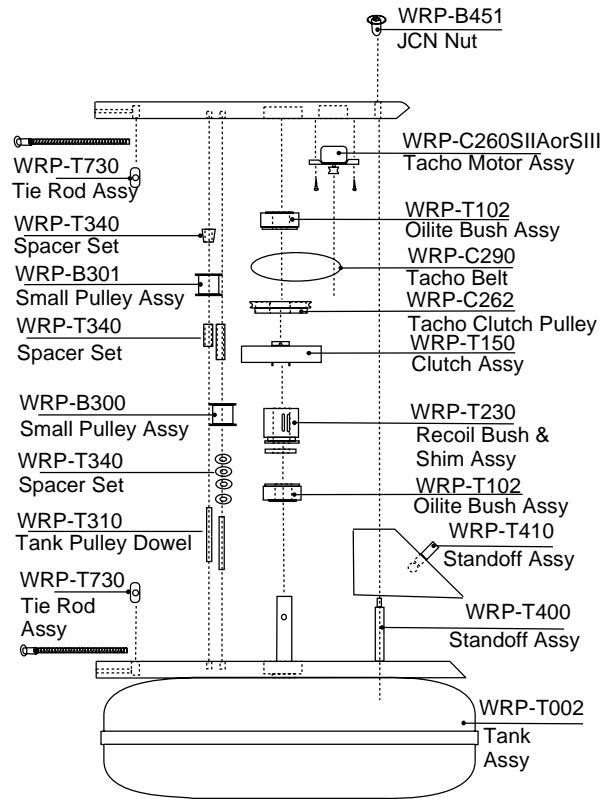 WRP-B451
JCN Nut
WRP-C260SIIAorSIII
Tacho Motor Assy
WRP-T730
Tie Rod Assy
WRP-T102
Oilite Bush Assy
WRP-T340
Spacer Set
WRP-C290
Tacho Belt
WRP-B301
Small Pulley Assy
WRP-C262
Tacho Clutch Pulley
WRP-T340
Spacer Set
WRP-T150
Clutch Assy
WRP-B300
Small Pulley Assy
WRP-T230
Recoil Bush &
Shim Assy
WRP-T340
Spacer Set
WRP-T102
Oilite Bush Assy
WRP-T310
Tank Pulley Dowel
WRP-T410
Standoff Assy
WRP-T730
Tie Rod
Assy
WRP-T400
Standoff Assy
WRP-T002
Tank
Assy